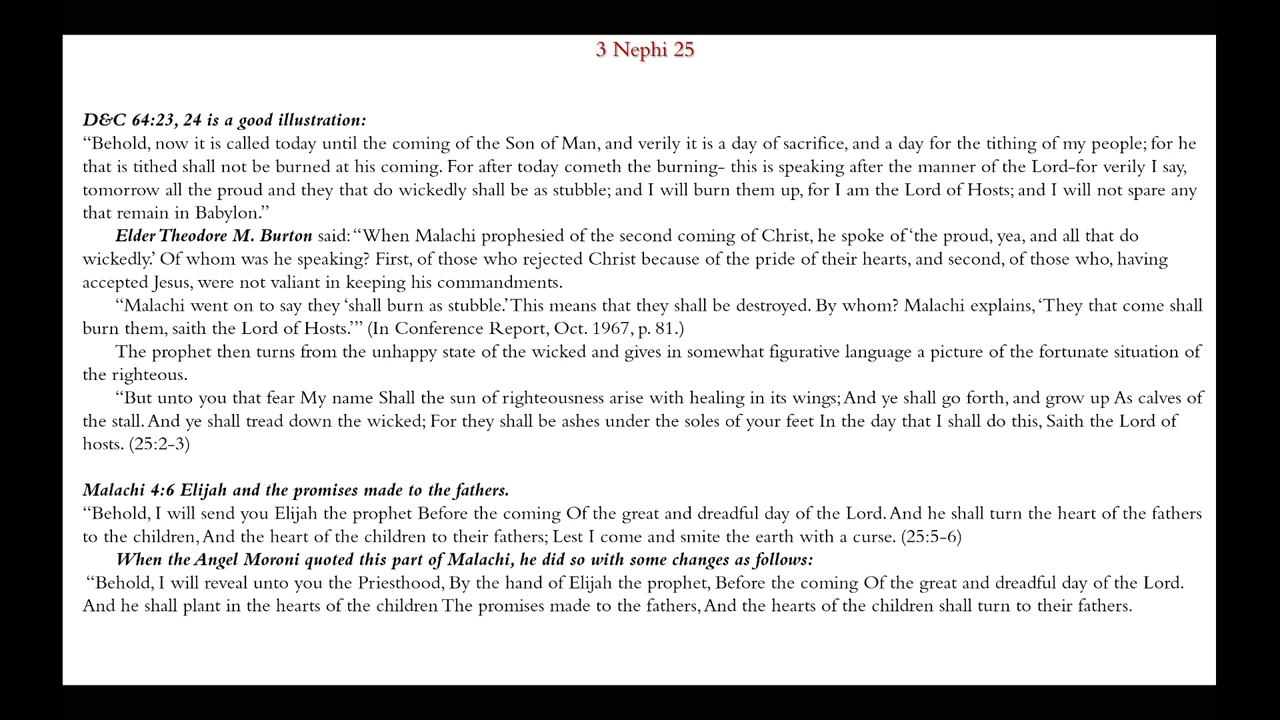 3 Nephi 25
D&C 64:23, 24 is a good illustration:
“Behold, now it is called today until the coming of the Son of Man, and verily it is a day of sacrifice, and a day for the tithing of my people; for he
that is tithed shall not be burned at his coming. For after today cometh the burning- this is speaking after the manner of the Lord-for verily I say,
tomorrow all the proud and they that do wickedly shall be as stubble; and I will burn them up, for I am the Lord of Hosts; and I will not spare any
that remain in Babylon.”
Elder Theodore M. Burton said: “When Malachi prophesied of the second coming of Christ, he spoke of ‘the proud, yea, and all that do
wickedly.’ Of whom was he speaking? First, of those who rejected Christ because of the pride of their hearts, and second, of those who, having
accepted Jesus, were not valiant in keeping his commandments.
“Malachi went on to say they ‘shall burn as stubble.’ This means that they shall be destroyed. By whom? Malachi explains, ‘They that come shall
burn them, saith the Lord of Hosts.’” (In Conference Report, Oct. 1967, p. 81.)
The prophet then turns from the unhappy state of the wicked and gives in somewhat figurative language a picture of the fortunate situation of
the righteous.
“But unto you that fear My name Shall the sun of righteousness arise with healing in its wings; And ye shall go forth, and grow up As calves of
the stall. And ye shall tread down the wicked; For they shall be ashes under the soles of your feet In the day that I shall do this, Saith the Lord of
hosts. (25:2-3)
Malachi 4:6 Elijah and the promises made to the fathers.
“Behold, I will send you Elijah the prophet Before the coming Of the great and dreadful day of the Lord. And he shall turn the heart of the fathers
to the children, And the heart of the children to their fathers; Lest I come and smite the earth with a curse. (25:5-6)
When the Angel Moroni quoted this part of Malachi, he did so with some changes as follows:
“Behold, I will reveal unto you the Priesthood, By the hand of Elijah the prophet, Before the coming Of the great and dreadful day of the Lord.
And he shall plant in the hearts of the children The promises made to the fathers, And the hearts of the children shall turn to their fathers.